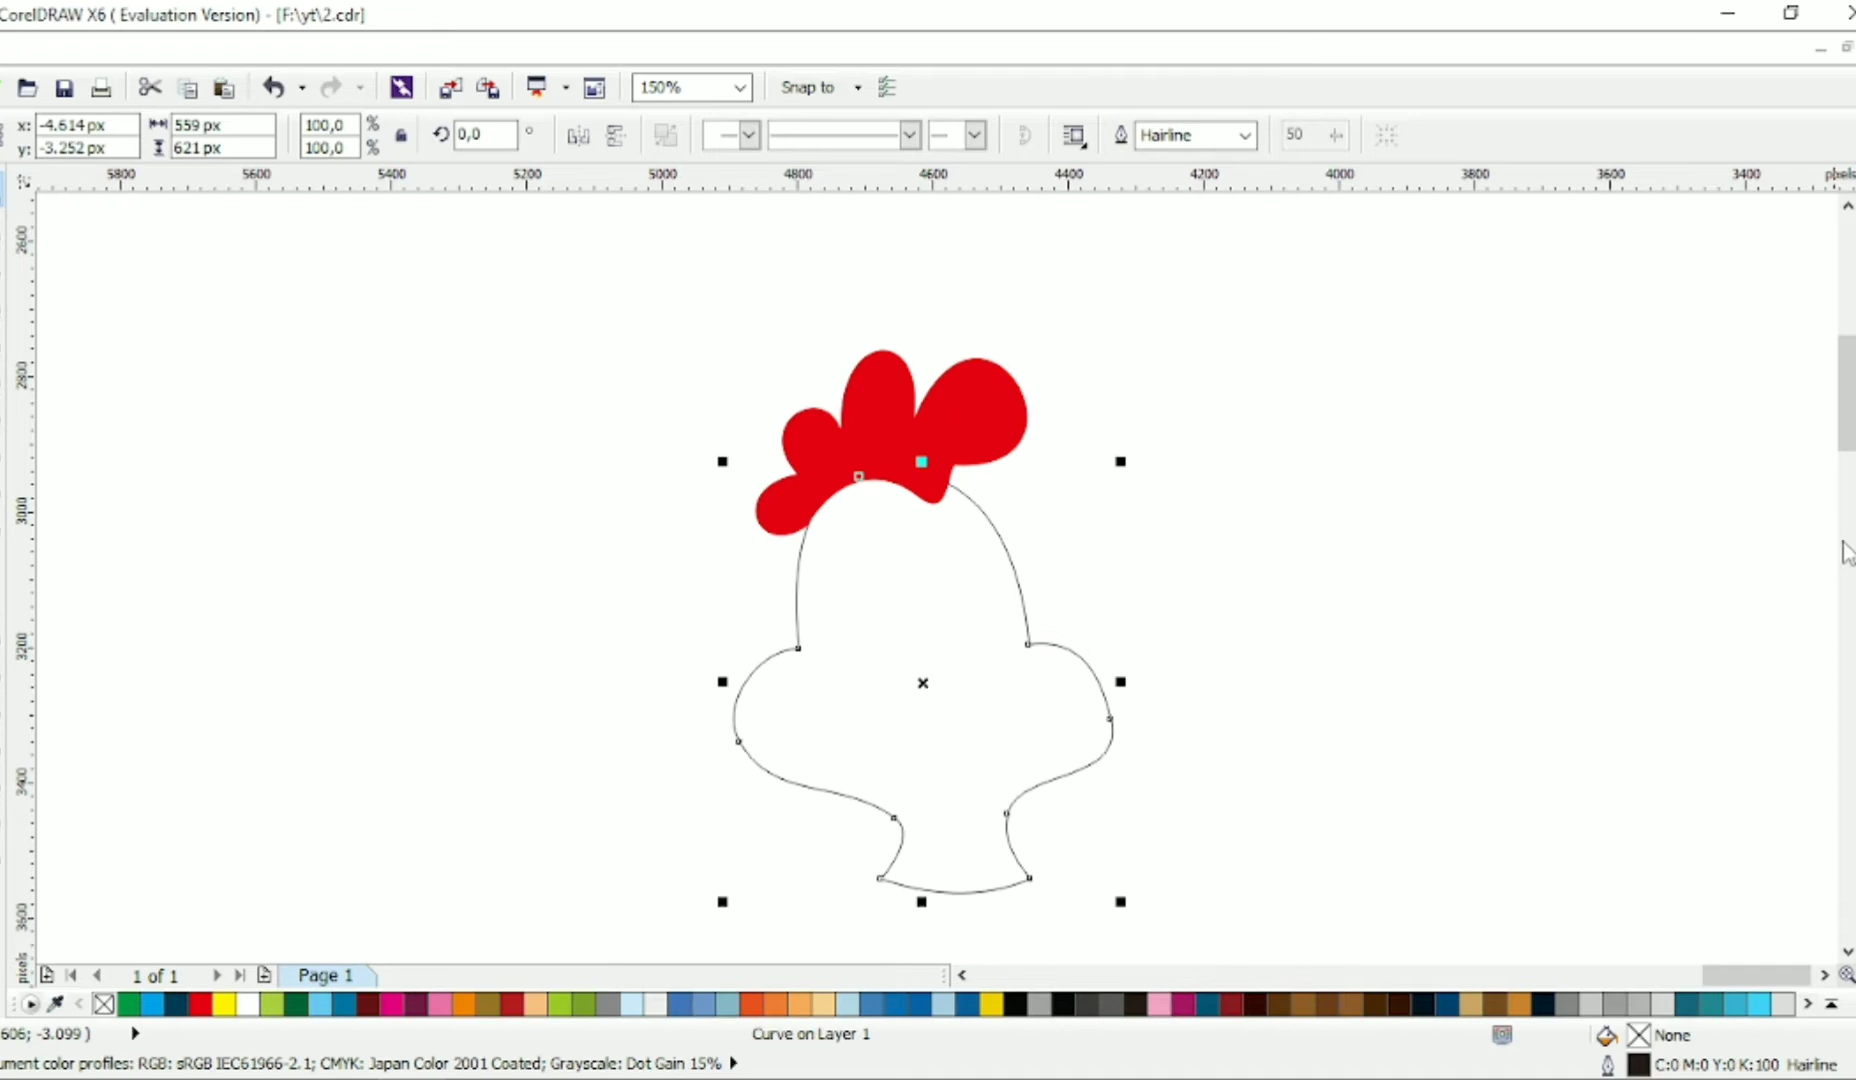 CorelDRAW X6 ( Evaluation Version) - [F:\yt\2.cdr]
150% Snap to
x: -4.614 px 559 px 100,0 % 0,0 ° Hairline 50
y: -3.252 px 621 px 100,0 %
5800 5600 5400 5200 5000 4800 4600 4400 4200 4000 3800 3600 3400 pixels
2600
2800
3000
3200
3400
3600
pixels
1 of 1 Page 1
606; -3.099 ) Curve on Layer 1 None
ument color profiles: RGB: sRGB IEC61966-2.1; CMYK: Japan Color 2001 Coated; Grayscale: Dot Gain 15% C:0 M:0 Y:0 K:100 Hairline